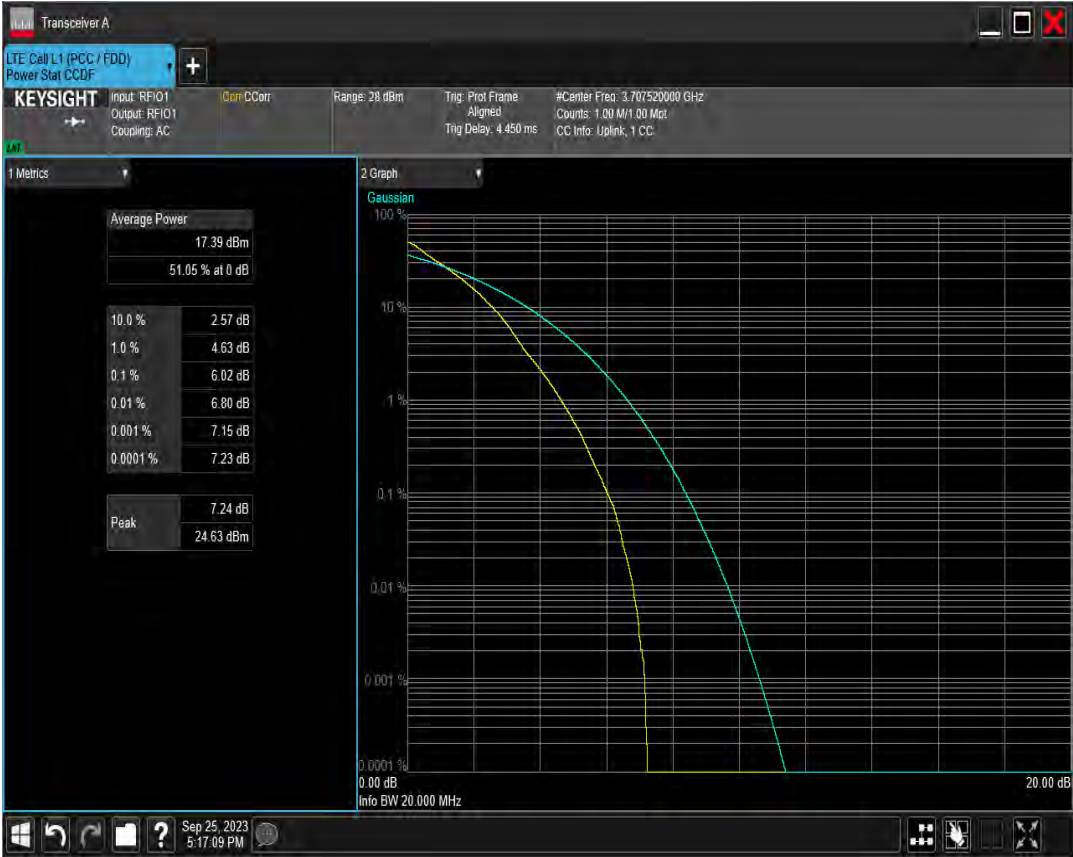 Transceiver A
LTE Cell L1 (PCC / FDD)
Power Stat CCDF
+
KEYSIGHT
LNI
Input: RFIO1
Output: RFIO1
Coupling: AC
Corr CCorr
Range: 28 dBm
Trig: Prot Frame
Aligned
Trig Delay: 4.450 ms
#Center Freq: 3.707520000 GHz
Counts: 1.00 M/1.00 Mpt
CC Info: Uplink, 1 CC
1 Metrics
Average Power
17.39 dBm
51.05 % at 0 dB
10.0 % 2.57 dB
1.0 % 4.63 dB
0.1 % 6.02 dB
0.01 % 6.80 dB
0.001 % 7.15 dB
0.0001 % 7.23 dB
Peak
7.24 dB
24.63 dBm
2 Graph
Gaussian
100 %
10 %
1 %
0.1 %
0.01 %
0.001 %
0.0001 %
0.00 dB
20.00 dB
Info BW 20.000 MHz
?
Sep 25, 2023
5:17:09 PM